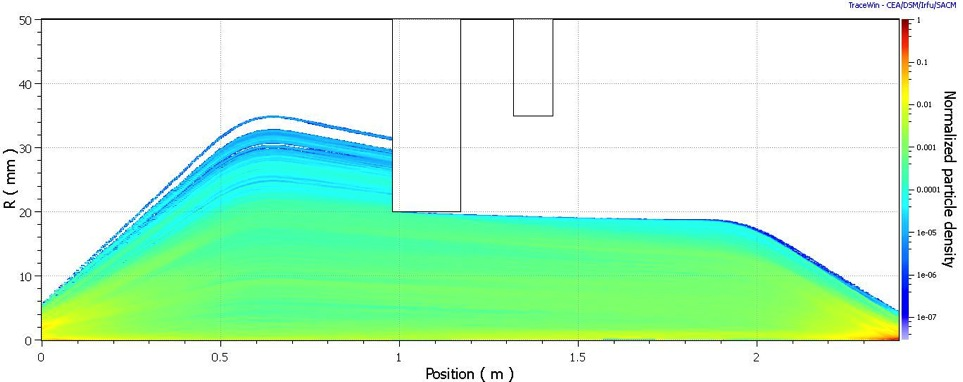 TraceWin - CEA/DSM/Irfu/SACM
50
40
30
20
10
0
R ( mm )
0
0.5
1
1.5
2
Position ( m )
1
0.1
0.01
0.001
0.0001
1e-05
1e-06
1e-07
Normalized particle density